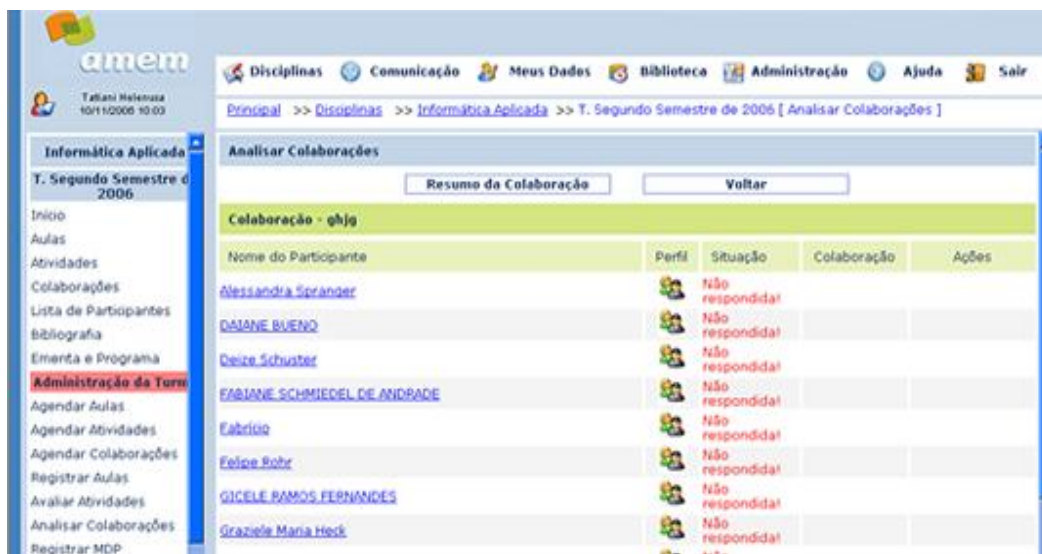 amem
Disciplinas Comunicação Meus Dados Biblioteca Administração Ajuda Sair
Tatiani Helenusa
10/11/2006 10:03
Principal >> Disciplinas >> Informática Aplicada >> T. Segundo Semestre de 2006 [ Analisar Colaborações ]
Informática Aplicada
T. Segundo Semestre d
2006
Início
Aulas
Atividades
Colaborações
Lista de Participantes
Bibliografia
Ementa e Programa
Administração da Turm
Agendar Aulas
Agendar Atividades
Agendar Colaborações
Registrar Aulas
Avaliar Atividades
Analisar Colaborações
Registrar MDP
Analisar Colaborações
Resumo da Colaboração Voltar
Colaboração - ghjg
Nome do Participante Perfil Situação Colaboração Ações
Alessandra Spranger Não
respondida!
DAIANE BUENO Não
respondida!
Deize Schuster Não
respondida!
FABIANE SCHMIEDEL DE ANDRADE Não
respondida!
Fabrício Não
respondida!
Felipe Rohr Não
respondida!
GICELE RAMOS FERNANDES Não
respondida!
Graziele Maria Heck Não
respondida!